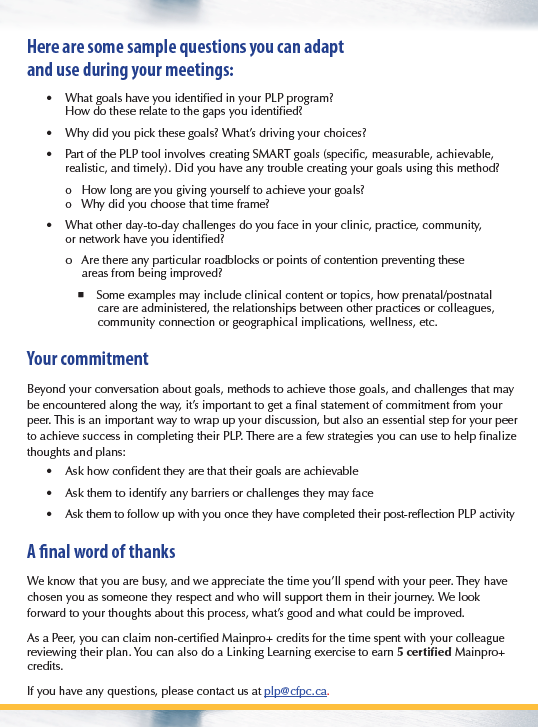 Here are some sample questions you can adapt
and use during your meetings:
• What goals have you identified in your PLP program?
How do these relate to the gaps you identified?
• Why did you pick these goals? What's driving your choices?
• Part of the PLP tool involves creating SMART goals (specific, measurable, achievable,
realistic, and timely). Did you have any trouble creating your goals using this method?
o How long are you giving yourself to achieve your goals?
o Why did you choose that time frame?
• What other day-to-day challenges do you face in your clinic, practice, community,
or network have you identified?
o Are there any particular roadblocks or points of contention preventing these
areas from being improved?
■ Some examples may include clinical content or topics, how prenatal/postnatal
care are administered, the relationships between other practices or colleagues,
community connection or geographical implications, wellness, etc.
Your commitment
Beyond your conversation about goals, methods to achieve those goals, and challenges that may
be encountered along the way, it's important to get a final statement of commitment from your
peer. This is an important way to wrap up your discussion, but also an essential step for your peer
to achieve success in completing their PLP. There are a few strategies you can use to help finalize
thoughts and plans:
• Ask how confident they are that their goals are achievable
• Ask them to identify any barriers or challenges they may face
• Ask them to follow up with you once they have completed their post-reflection PLP activity
A final word of thanks
We know that you are busy, and we appreciate the time you'll spend with your peer. They have
chosen you as someone they respect and who will support them in their journey. We look
forward to your thoughts about this process, what's good and what could be improved.
As a Peer, you can claim non-certified Mainpro+ credits for the time spent with your colleague
reviewing their plan. You can also do a Linking Learning exercise to earn 5 certified Mainpro+
credits.
If you have any questions, please contact us at plp@cfpc.ca.